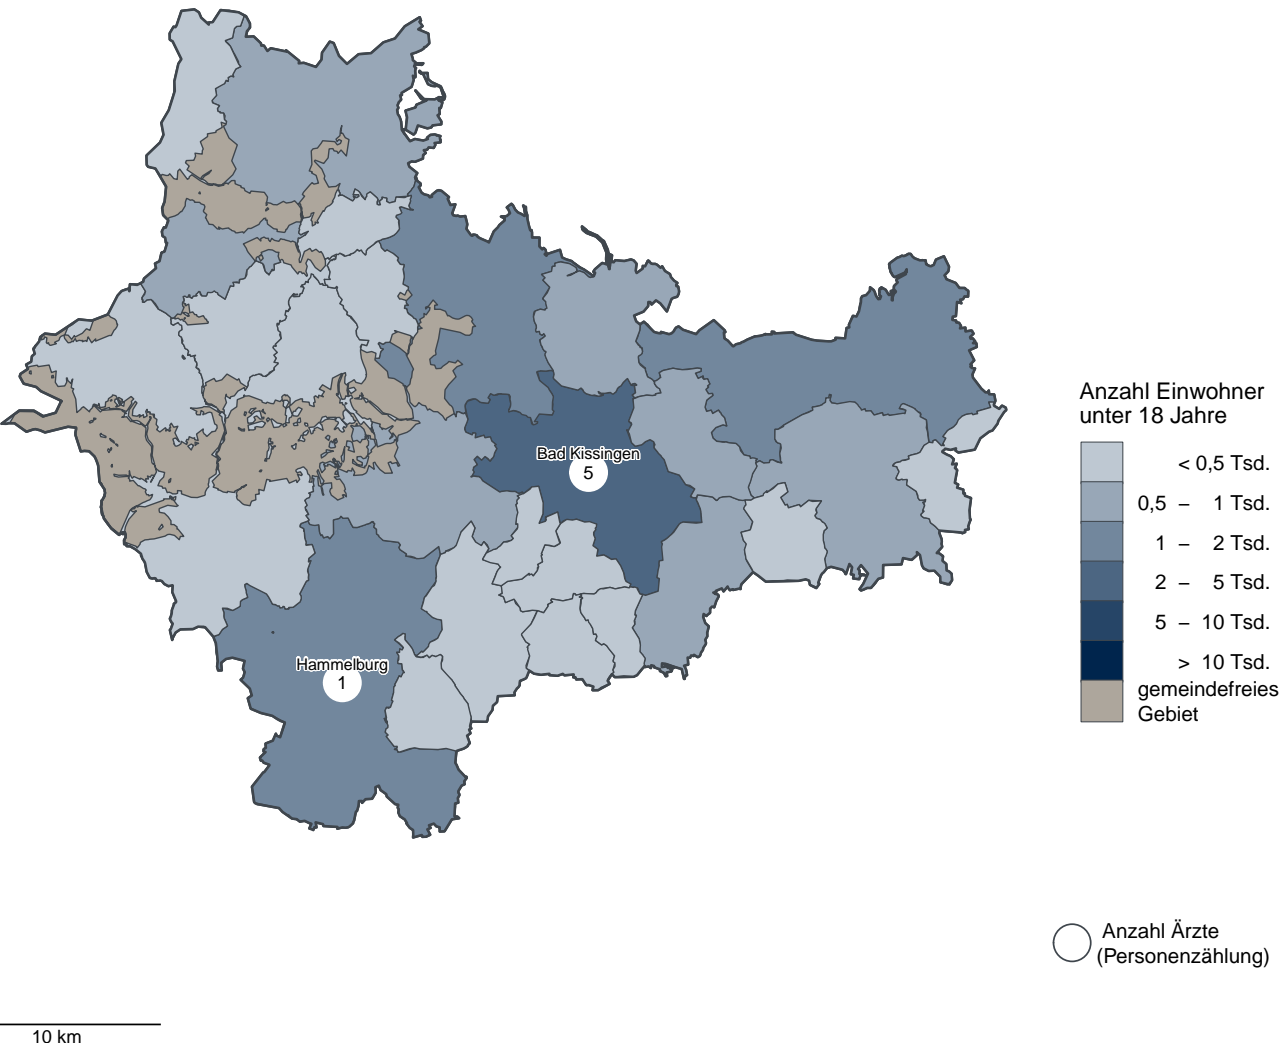 Bad Kissingen
5
Hammelburg
1
Anzahl Einwohner
unter 18 Jahre
< 0,5 Tsd.
0,5 – 1 Tsd.
1 – 2 Tsd.
2 – 5 Tsd.
5 – 10 Tsd.
> 10 Tsd.
gemeindefreies
Gebiet
Anzahl Ärzte
(Personenzählung)
10 km